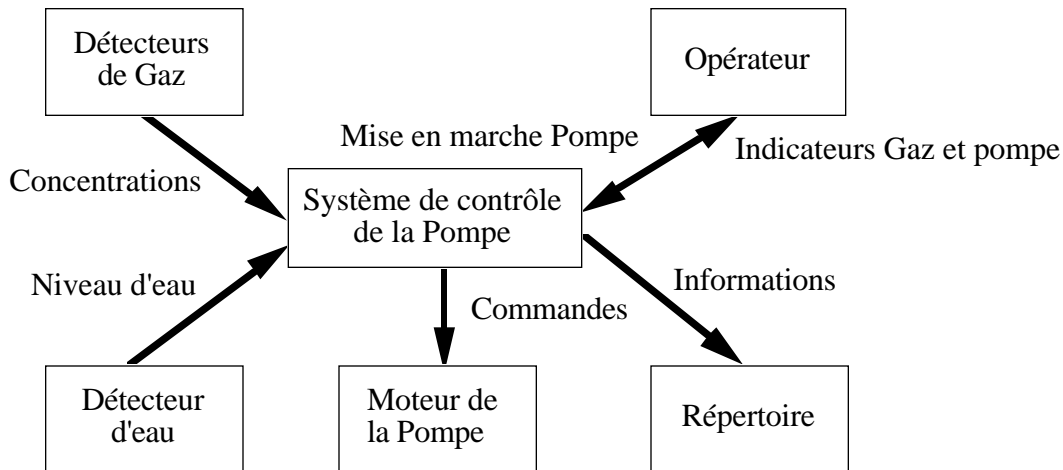 Détecteurs
de Gaz
Opérateur
Mise en marche Pompe
Indicateurs Gaz et pompe
Concentrations
Système de contrôle
de la Pompe
Niveau d'eau
Informations
Commandes
Détecteur
d'eau
Moteur de
la Pompe
Répertoire